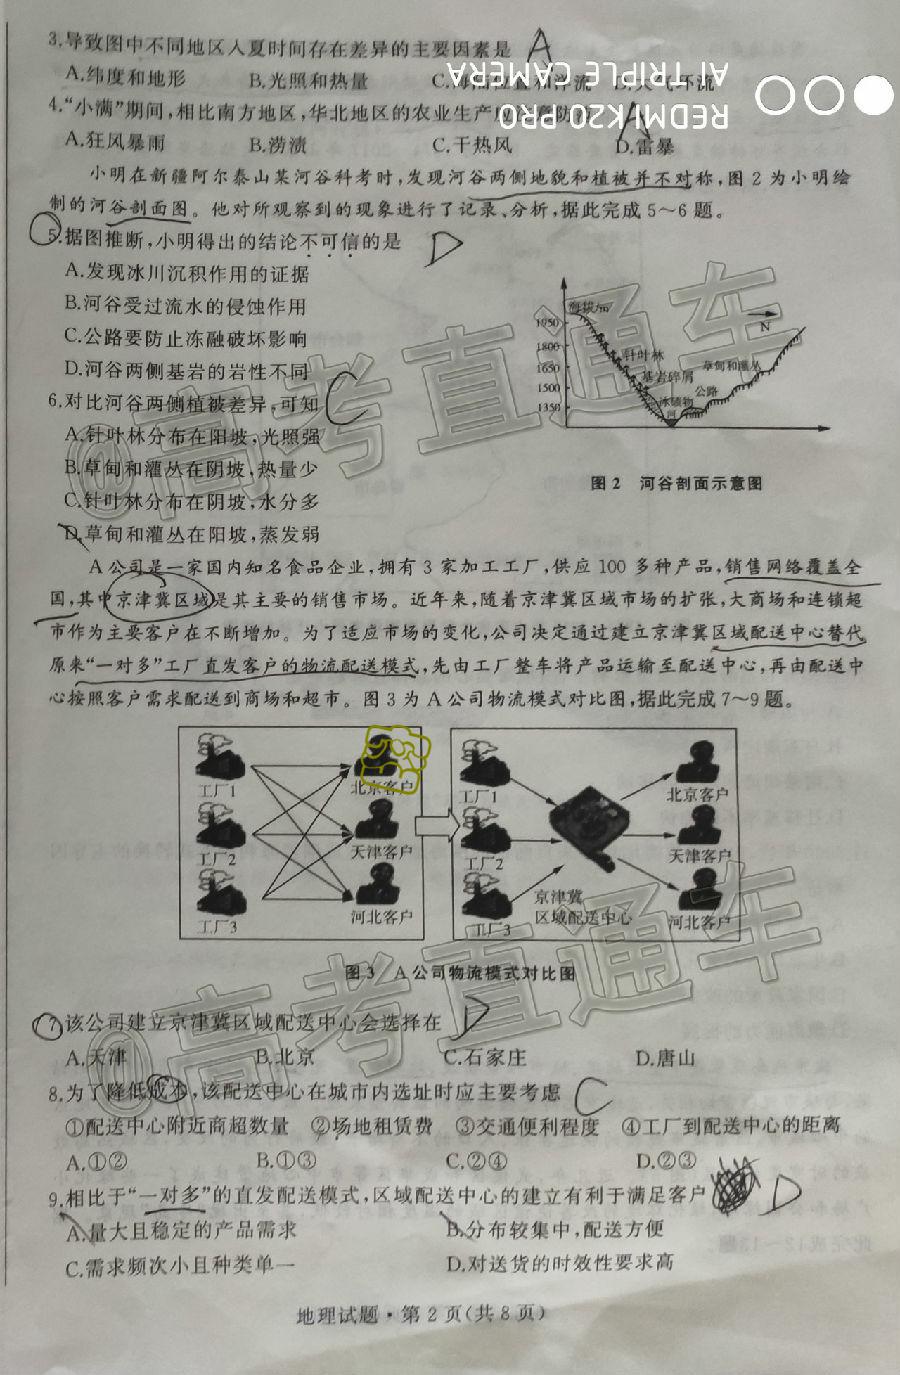 3.导致图中不同地区入夏时间存在差异的主要因素是 A
A.纬度和地形 B.光照和热量 C.海陆位置和洋流 D.大气环流
REDMI K20 PRO
AI TRIPLE CAMERA
4.“小满”期间,相比南方地区,华北地区的农业生产应 A
A.狂风暴雨 B.涝渍 C.干热风 D.雷暴
小明在新疆阿尔泰山某河谷科考时,发现河谷两侧地貌和植被并不对称,图 2 为小明绘
制的河谷剖面图。他对所观察到的现象进行了记录、分析,据此完成 5～6 题。
5.据图推断,小明得出的结论不可信的是 D
A.发现冰川沉积作用的证据
B.河谷受过流水的侵蚀作用
C.公路要防止冻融破坏影响
D.河谷两侧基岩的岩性不同
6.对比河谷两侧植被差异,可知 C
A.针叶林分布在阳坡,光照强
B.草甸和灌丛在阴坡,热量少
C.针叶林分布在阴坡,水分多
D.草甸和灌丛在阳坡,蒸发弱
海拔/m
1950
1800
1650
1500
1350
N
针叶林
基岩碎屑
草甸和灌丛
公路
冰碛物
河
图 2 河谷剖面示意图
A 公司是一家国内知名食品企业,拥有 3 家加工工厂,供应 100 多种产品,销售网络覆盖全
国,其中京津冀区域是其主要的销售市场。近年来,随着京津冀区域市场的扩张,大商场和连锁超
市作为主要客户在不断增加。为了适应市场的变化,公司决定通过建立京津冀区域配送中心替代
原来“一对多”工厂直发客户的物流配送模式,先由工厂整车将产品运输至配送中心,再由配送中
心按照客户需求配送到商场和超市。图 3 为 A 公司物流模式对比图,据此完成 7～9 题。
工厂1
工厂2
工厂3
北京客户
天津客户
河北客户
工厂1
工厂2
工厂3
京津冀
区域配送中心
北京客户
天津客户
河北客户
图 3 A 公司物流模式对比图
7.该公司建立京津冀区域配送中心会选择在 D
A.天津 B.北京 C.石家庄 D.唐山
8.为了降低成本,该配送中心在城市内选址时应主要考虑 C
①配送中心附近商超数量 ②场地租赁费 ③交通便利程度 ④工厂到配送中心的距离
A.①② B.①③ C.②④ D.②③
9.相比于“一对多”的直发配送模式,区域配送中心的建立有利于满足客户 D
A.量大且稳定的产品需求 B.分布较集中,配送方便
C.需求频次小且种类单一 D.对送货的时效性要求高
地理试题·第 2 页(共 8 页)
@高考直通车
@高考直通车